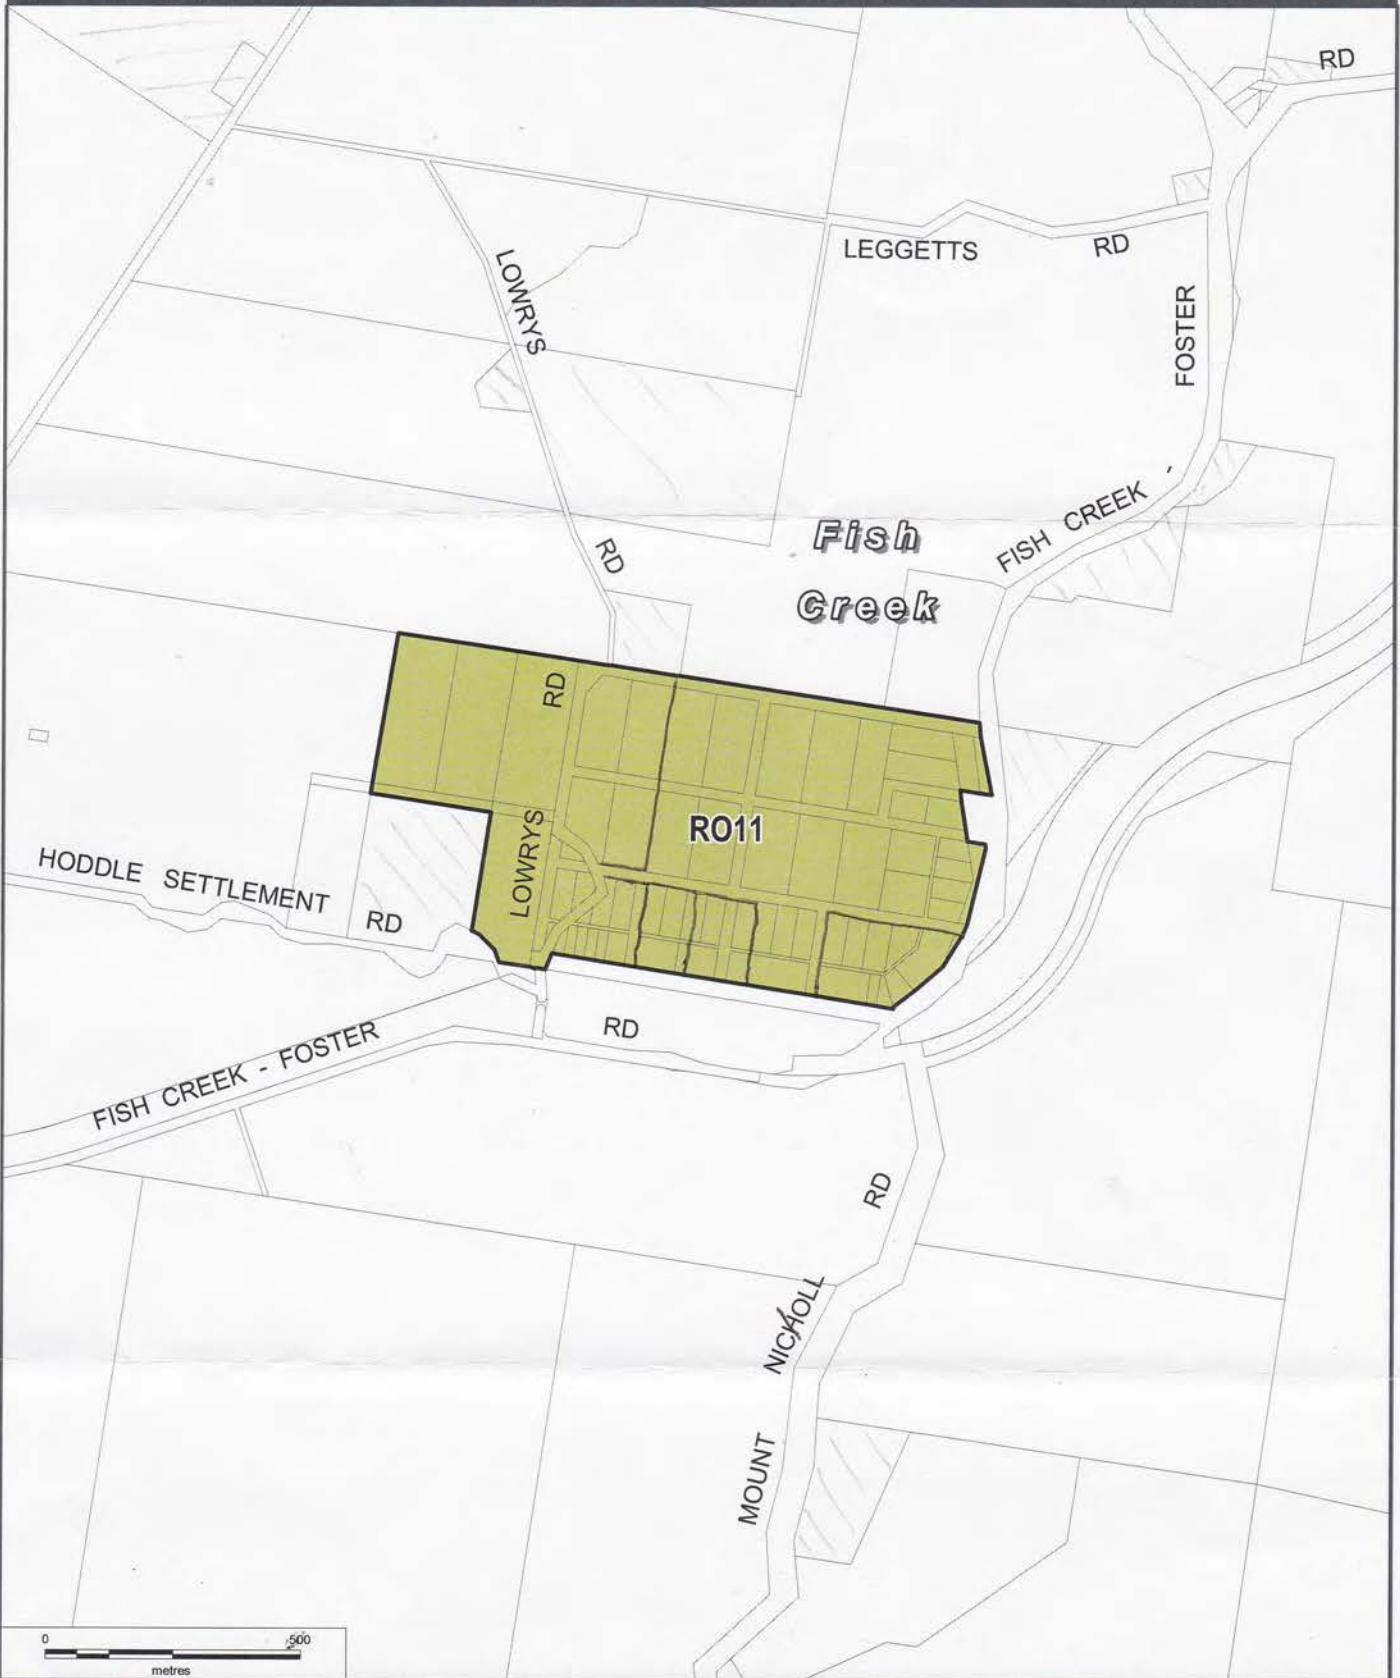 RD
LEGGETTS RD
LOWRYS
FOSTER
FISH CREEK -
Fish
Creek
RD
RD
RO11
LOWRYS
HODDLE SETTLEMENT RD
RD
FISH CREEK - FOSTER
RD
NICHOLL
MOUNT
0 500
metres